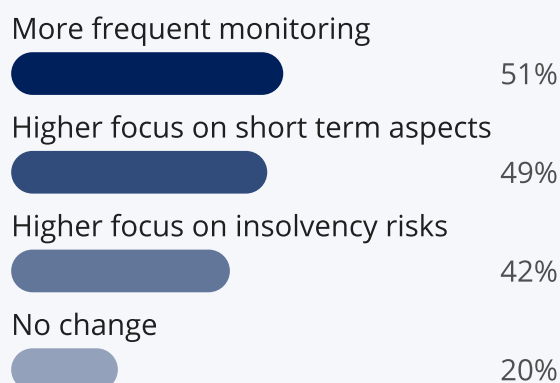 More frequent monitoring
51%
Higher focus on short term aspects
49%
Higher focus on insolvency risks
42%
No change
20%